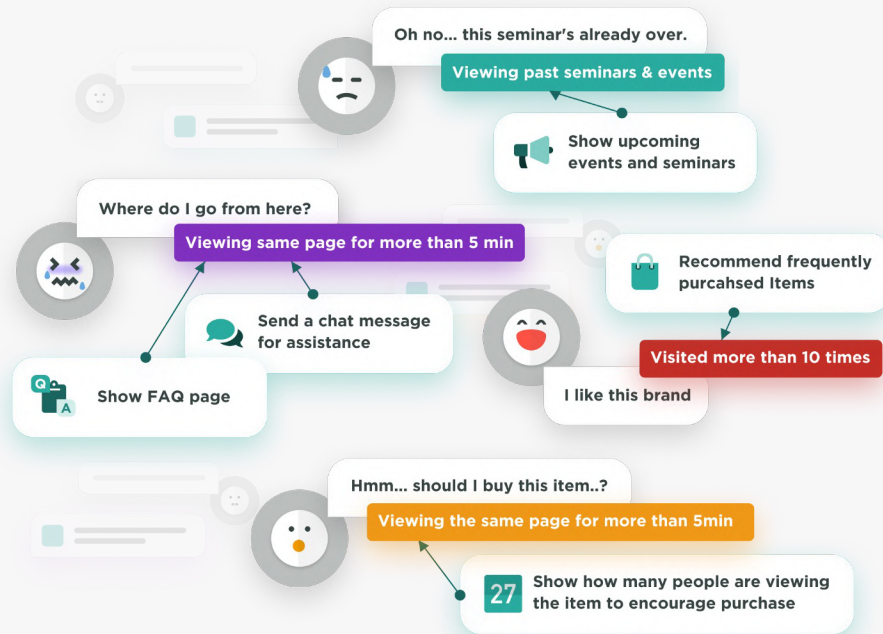 Oh no... this seminar's already over.
Viewing past seminars & events
Show upcoming
events and seminars
Where do I go from here?
Viewing same page for more than 5 min
Send a chat message
for assistance
Q
A
Show FAQ page
Recommend frequently
purcahsed Items
Visited more than 10 times
I like this brand
Hmm... should I buy this item..?
Viewing the same page for more than 5min
27
Show how many people are viewing
the item to encourage purchase